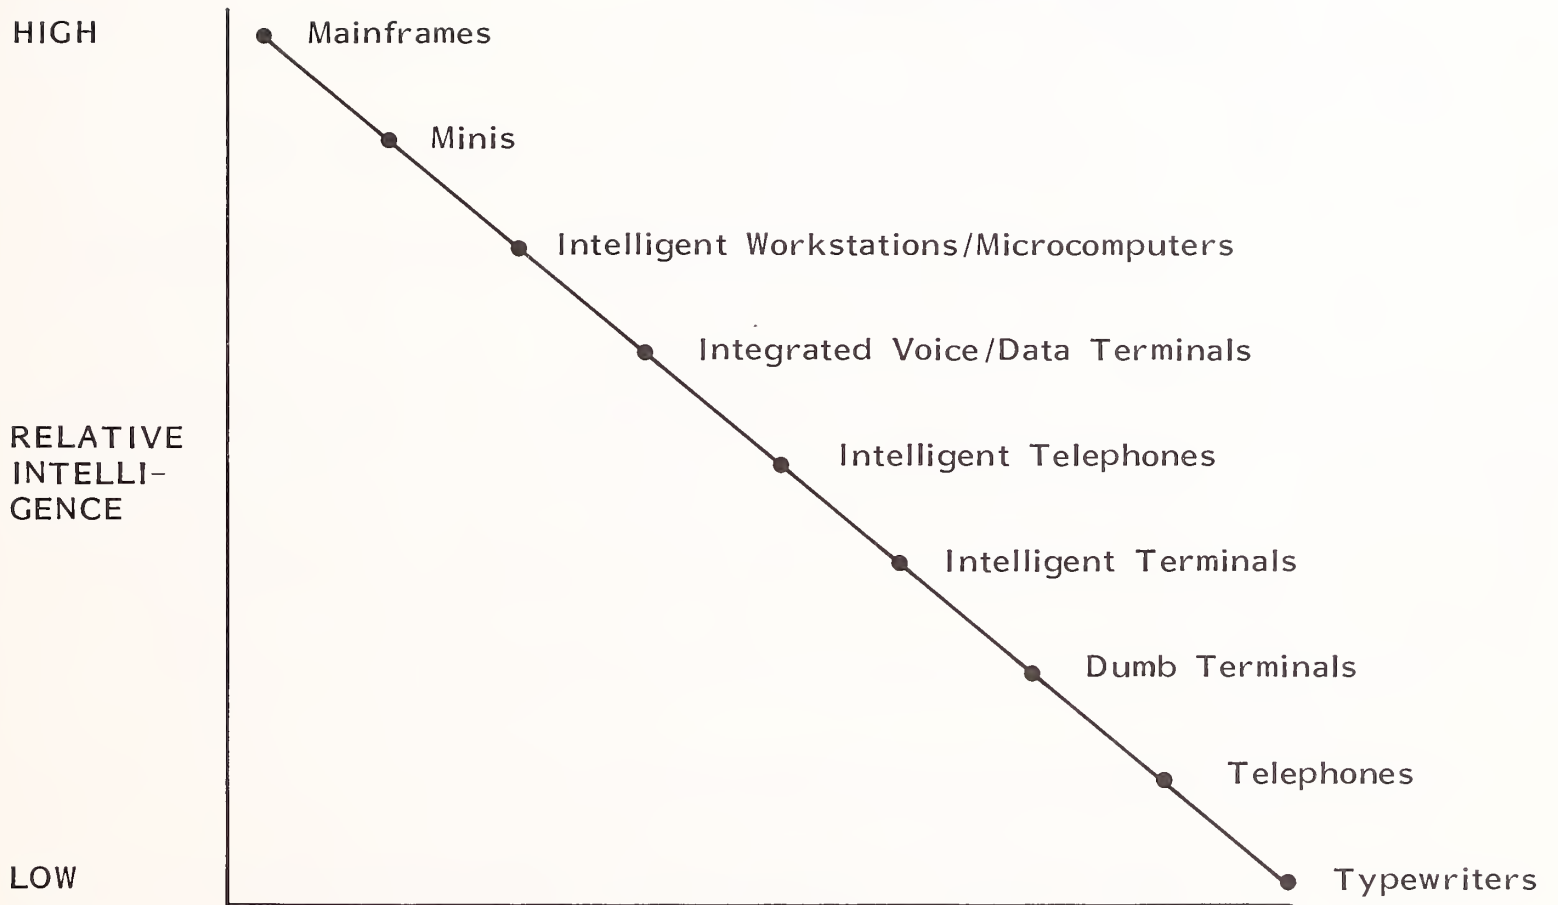 HIGH
Mainframes
Minis
Intelligent Workstations/Microcomputers
Integrated Voice/Data Terminals
RELATIVE
INTELLI-
GENCE
Intelligent Telephones
Intelligent Terminals
Dumb Terminals
Telephones
LOW
Typewriters